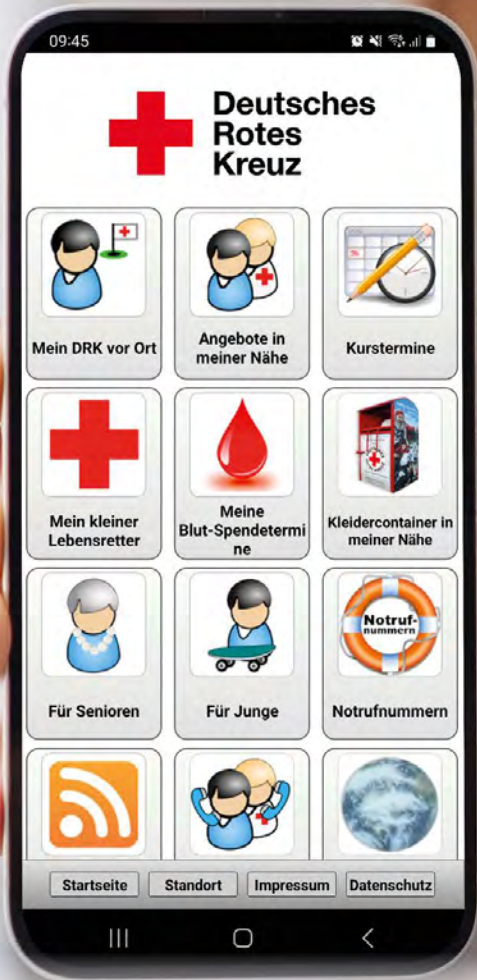 09:45
Deutsches
Rotes
Kreuz
Mein DRK vor Ort
Angebote in
meiner Nähe
Kurstermine
Mein kleiner
Lebensretter
Meine
Blut-Spendetermi
ne
Kleidercontainer in
meiner Nähe
Für Senioren
Für Junge
Notruf-
nummern
Notrufnummern
Startseite
Standort
Impressum
Datenschutz